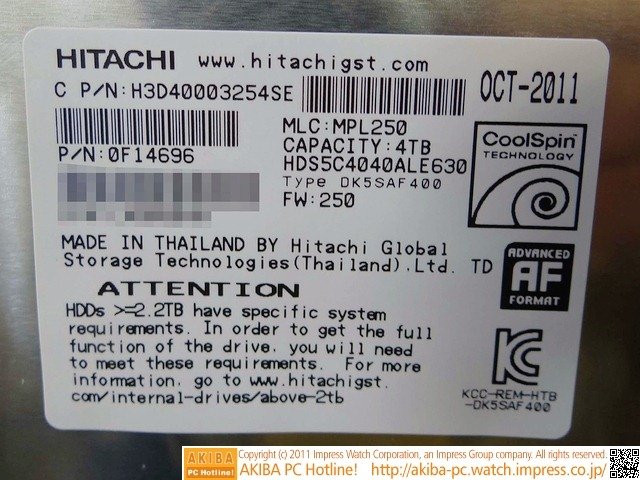 HITACHI www.hitachigst.com
C P/N:H3D40003254SE
OCT-2011
P/N:0F14696
MLC:MPL250
CAPACITY:4TB
HDS5C4040ALE630
Type DK5SAF400
FW:250
CoolSpin
TECHNOLOGY
MADE IN THAILAND BY Hitachi Global
Storage Technologies(Thailand).Ltd. TD
ADVANCED
AF
FORMAT
ATTENTION
HDDs >=2.2TB have specific system
requirements. In order to get the full
function of the drive, you will need
to meet these requirements. For more
information, go to www.hitachigst.
com/internal-drives/above-2tb
KCC-REM-HTB
-DK5SAF400
AKIBA
PC Hotline!
Copyright (c) 2011 Impress Watch Corporation, an Impress Group company. All rights reserved.
AKIBA PC Hotline! http://akiba-pc.watch.impress.co.jp/